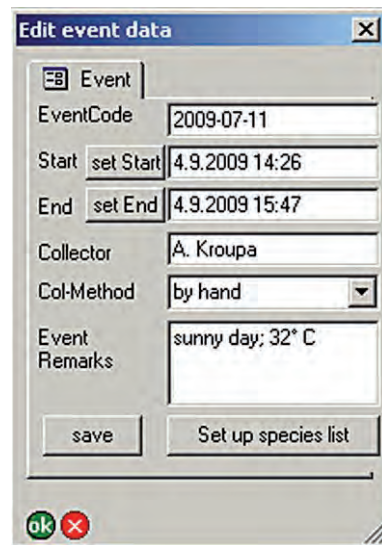 Edit event data
Event
EventCode 2009-07-11
Start set Start 4.9.2009 14:26
End set End 4.9.2009 15:47
Collector A. Kroupa
Col-Method by hand
Event sunny day; 32° C
Remarks
save Set up species list
ok